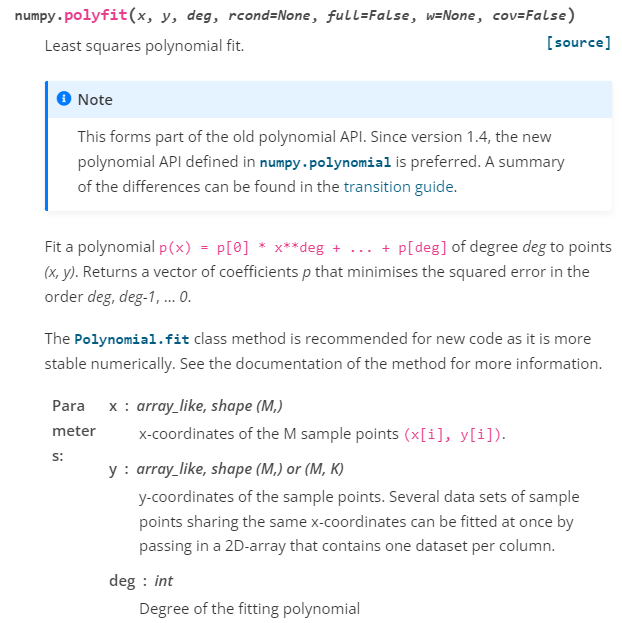 numpy.polyfit(x, y, deg, rcond=None, full=False, w=None, cov=False)
Least squares polynomial fit. [source]
Note
This forms part of the old polynomial API. Since version 1.4, the new
polynomial API defined in numpy.polynomial is preferred. A summary
of the differences can be found in the transition guide.
Fit a polynomial p(x) = p[0] * x**deg + ... + p[deg] of degree deg to points
(x, y). Returns a vector of coefficients p that minimises the squared error in the
order deg, deg-1, … 0.
The Polynomial.fit class method is recommended for new code as it is more
stable numerically. See the documentation of the method for more information.
Para
meter
s:
x : array_like, shape (M,)
x-coordinates of the M sample points (x[i], y[i]).
y : array_like, shape (M,) or (M, K)
y-coordinates of the sample points. Several data sets of sample
points sharing the same x-coordinates can be fitted at once by
passing in a 2D-array that contains one dataset per column.
deg : int
Degree of the fitting polynomial